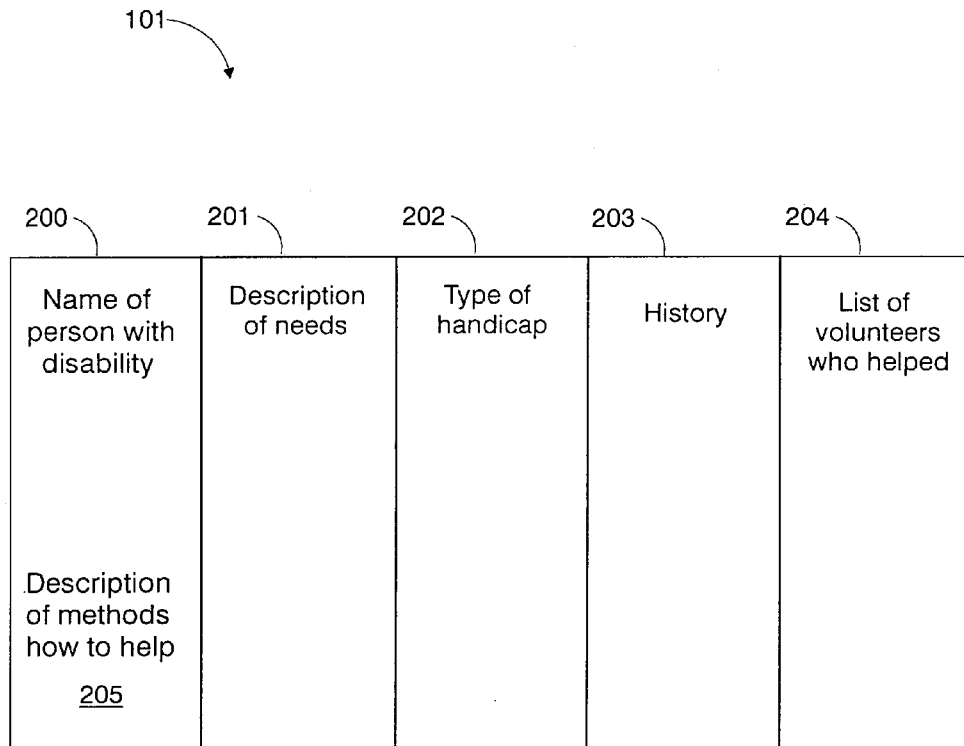 101
200
201
202
203
204
Name of
person with
disability
Description
of needs
Type of
handicap
History
List of
volunteers
who helped
Description
of methods
how to help
205